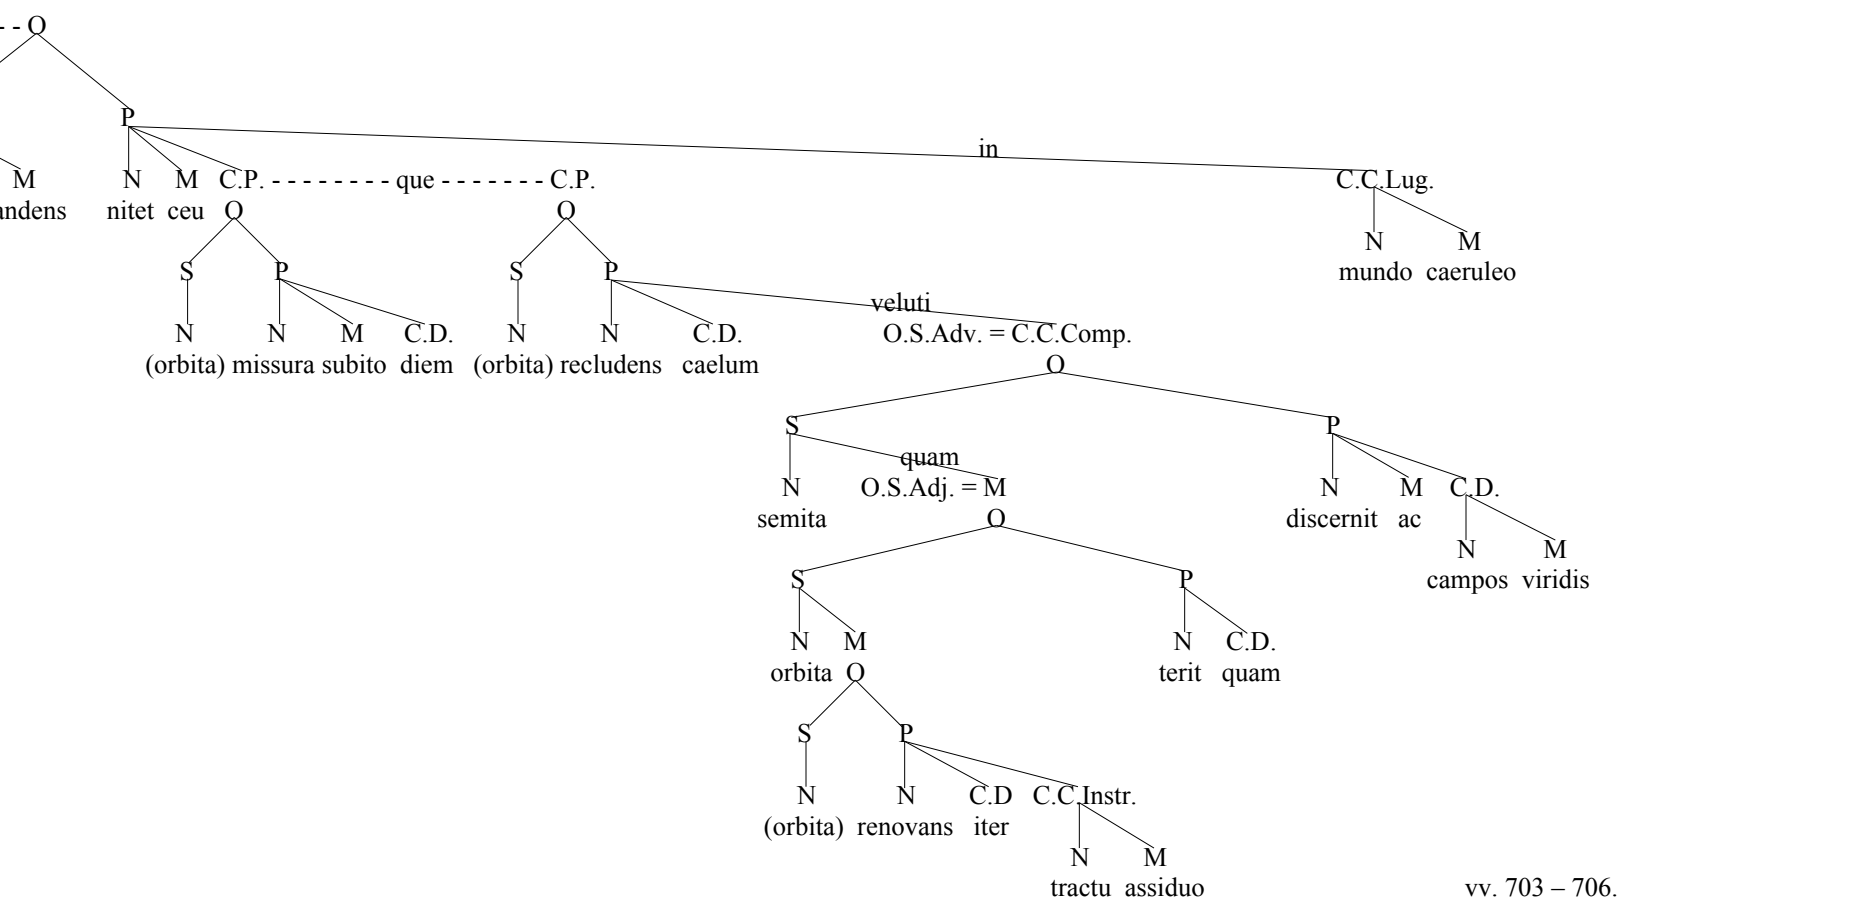 O
P
in
M N M C.P. - - - - - - - - que - - - - - - - C.P. C.C.Lug.
andens nitet ceu O O
N M
S P S P mundo caeruleo
veluti
N N M C.D. N N C.D. O.S.Adv. = C.C.Comp.
(orbita) missura subito diem (orbita) recludens caelum O
S P
quam
N O.S.Adj. = M N M C.D.
semita O discernit ac
N M
S P campos viridis
N M N C.D.
orbita O terit quam
S P
N N C.D C.C.Instr.
(orbita) renovans iter
N M
tractu assiduo vv. 703 – 706.